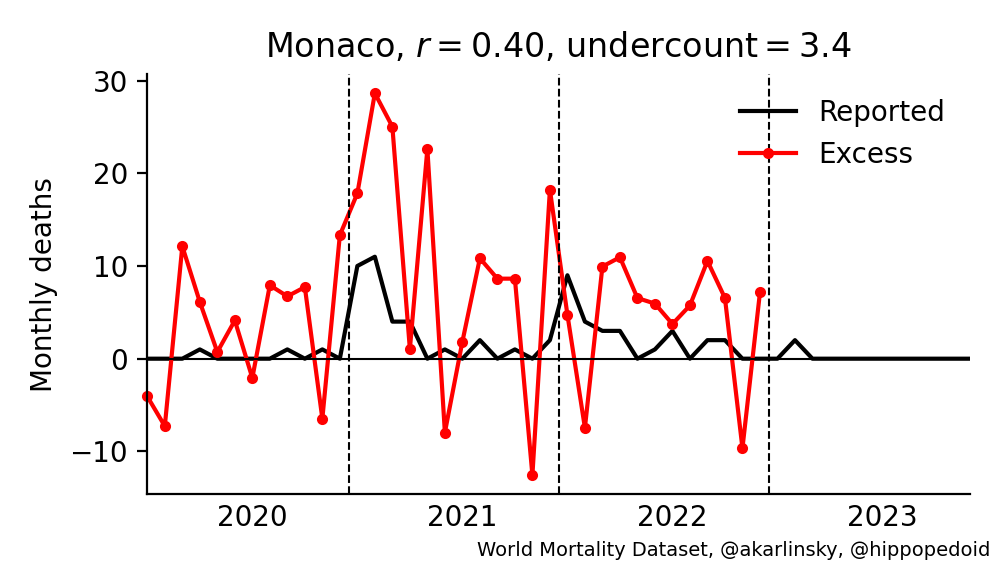 Monaco, r = 0.40, undercount = 3.4
Monthly deaths
30
20
10
0
−10
Reported
Excess
2020 2021 2022 2023
World Mortality Dataset, @akarlinsky, @hippopedoid